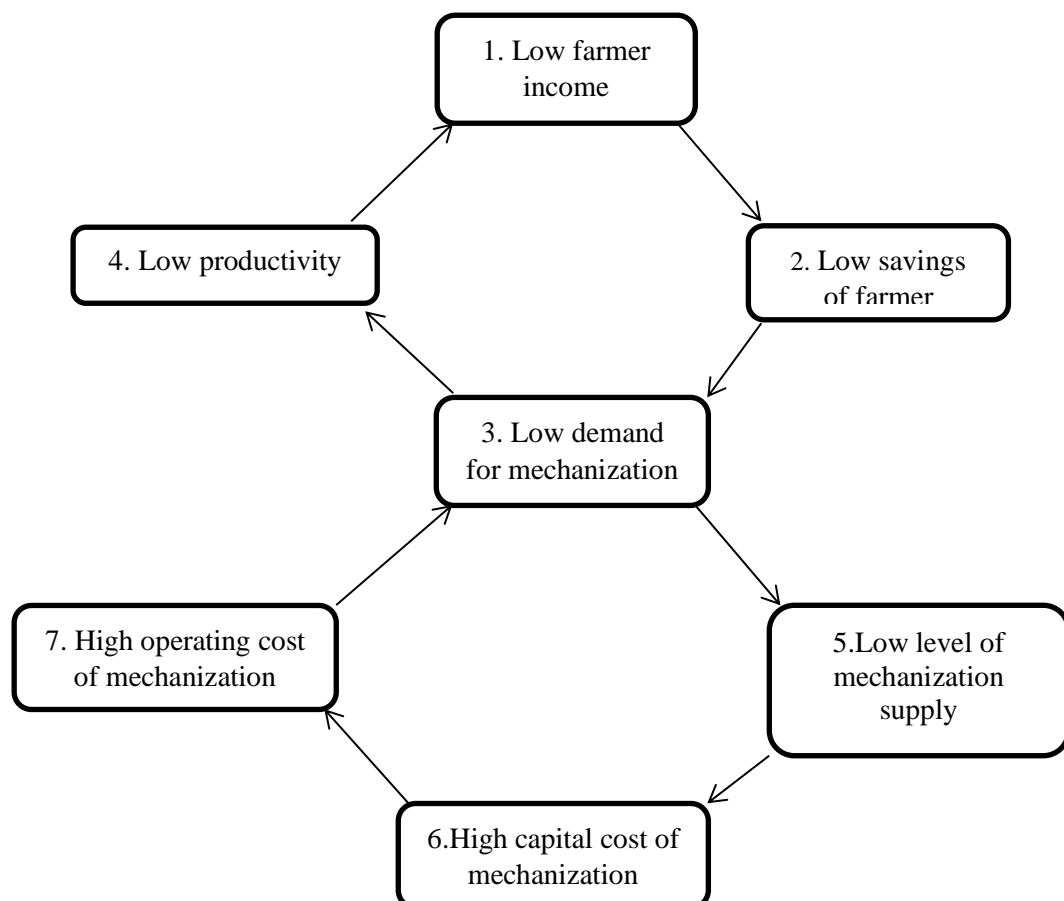 1. Low farmer
income
4. Low productivity
2. Low savings
of farmer
3. Low demand
for mechanization
7. High operating cost
of mechanization
5.Low level of
mechanization
supply
6.High capital cost of
mechanization